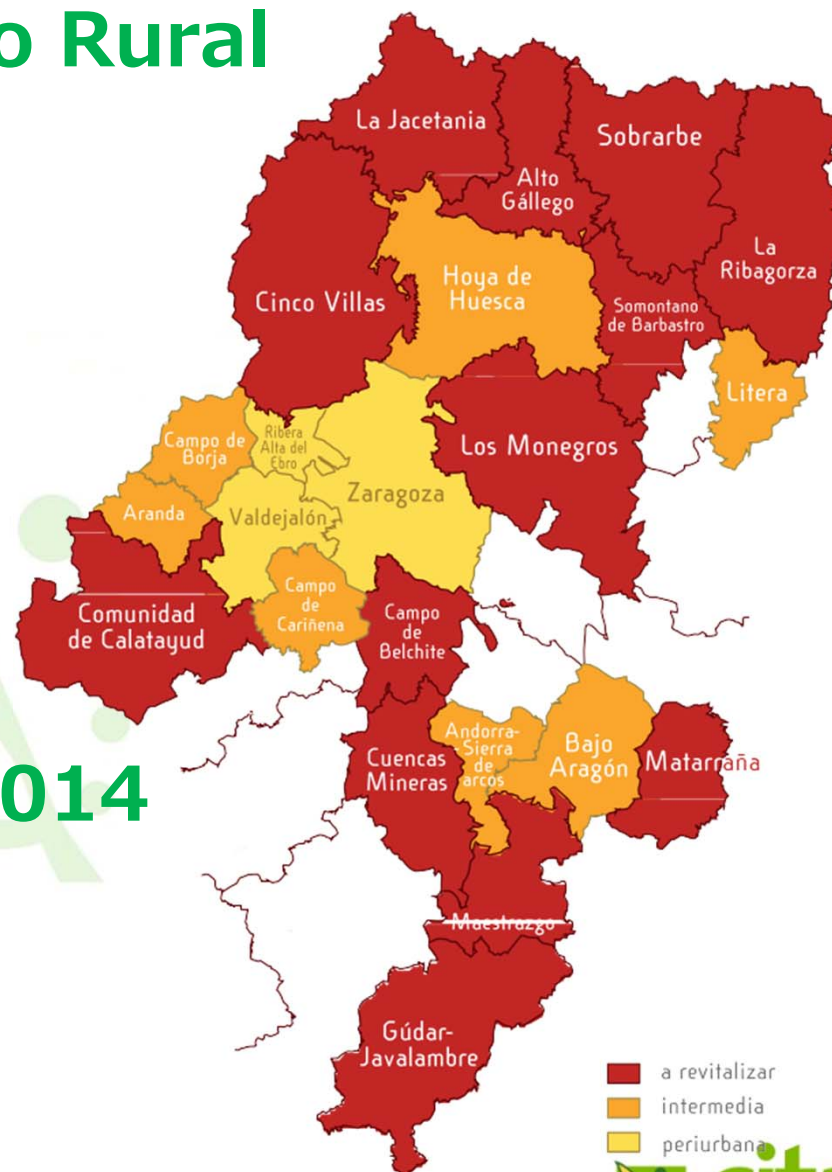 o Rural
La Jacetania
Sobrarbe
Alto
Gállego
La
Ribagorza
Hoya de
Huesca
Cinco Villas
Somontano
de Barbastro
Litera
Campo de
Borja
Ribera
Alta del
Ebro
Los Monegros
Zaragoza
Aranda
Valdejalón
Campo
de
Cariñena
Comunidad
de Calatayud
Campo
de
Belchite
Andorra-
-Sierra
de
arcos
Bajo
Aragón
Matarraña
Cuencas
Mineras
014
Maestrazgo
Gúdar-
Javalambre
a revitalizar
intermedia
periurbana